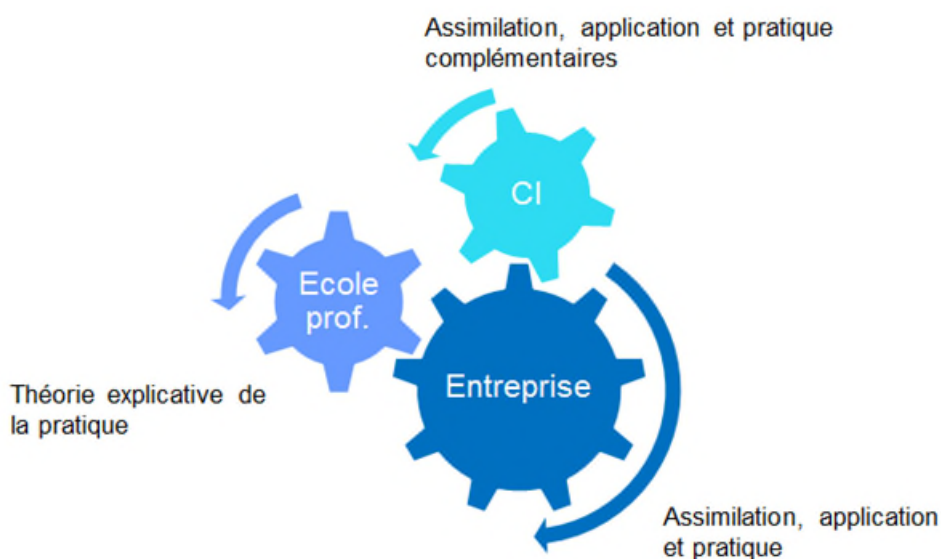 Assimilation, application et pratique
complémentaires
CI
Ecole
prof.
Entreprise
Théorie explicative de
la pratique
Assimilation, application
et pratique